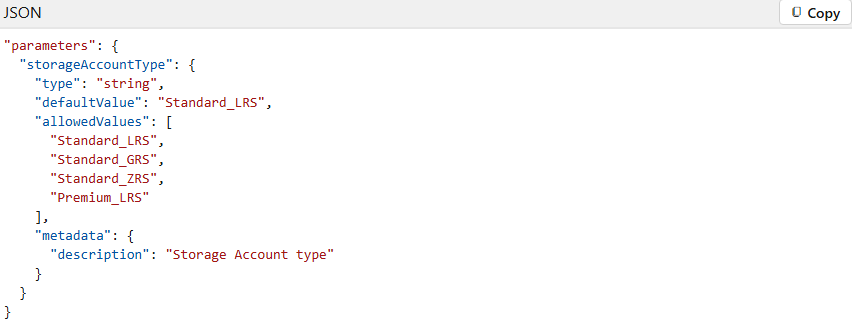 JSON
Copy
"parameters": {
  "storageAccountType": {
    "type": "string",
    "defaultValue": "Standard_LRS",
    "allowedValues": [
      "Standard_LRS",
      "Standard_GRS",
      "Standard_ZRS",
      "Premium_LRS"
    ],
    "metadata": {
      "description": "Storage Account type"
    }
  }
}